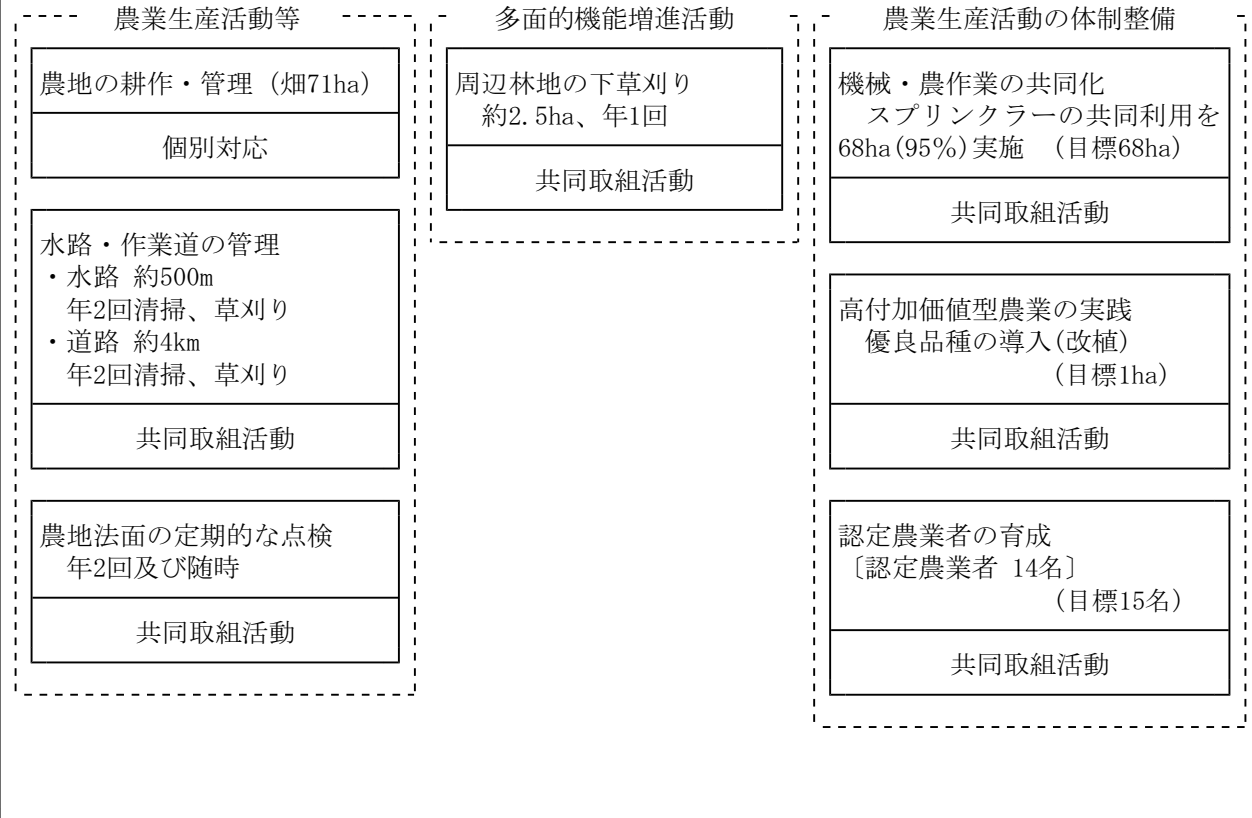 農業生産活動等
農地の耕作・管理（畑71ha）
個別対応
水路・作業道の管理
・水路 約500m
年2回清掃、草刈り
・道路 約4km
年2回清掃、草刈り
共同取組活動
農地法面の定期的な点検
年2回及び随時
共同取組活動
多面的機能増進活動
周辺林地の下草刈り
約2.5ha、年1回
共同取組活動
農業生産活動の体制整備
機械・農作業の共同化
スプリンクラーの共同利用を
68ha(95%)実施 （目標68ha）
共同取組活動
高付加価値型農業の実践
優良品種の導入(改植)
（目標1ha）
共同取組活動
認定農業者の育成
〔認定農業者 14名〕
（目標15名）
共同取組活動